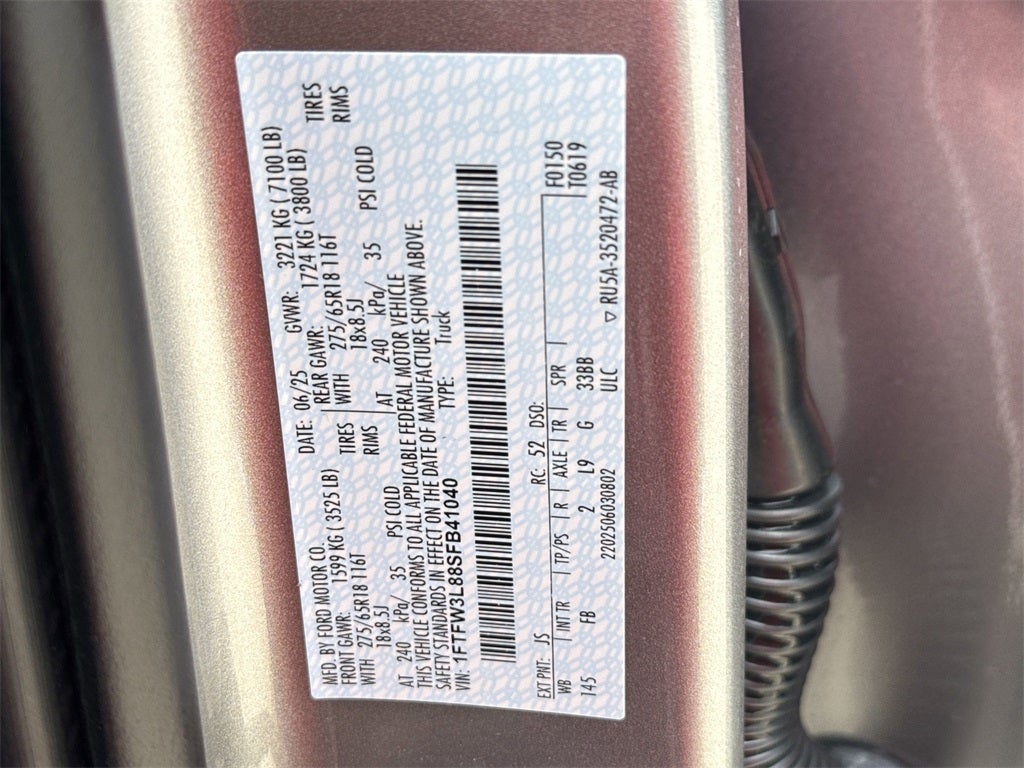 MFD. BY FORD MOTOR CO. DATE: 06/25 GVWR: 3221 KG ( 7100 LB)
FRONT GAWR: 1599 KG ( 3525 LB) REAR GAWR: 1724 KG ( 3800 LB)
WITH 275/65R18 116T TIRES WITH 275/65R18 116T TIRES
18x8.5J RIMS 18x8.5J RIMS
AT 240 kPa/ 35 PSI COLD AT 240 kPa/ 35 PSI COLD
THIS VEHICLE CONFORMS TO ALL APPLICABLE FEDERAL MOTOR VEHICLE
SAFETY STANDARDS IN EFFECT ON THE DATE OF MANUFACTURE SHOWN ABOVE.
VIN: 1FTFW3L88SFB41040 TYPE: Truck
EXT PNT: JS RC: 52 DSO: F0150
WB INT TR TP/PS R AXLE TR SPR T0619
145 FB 2 L9 G 33BB
2202506030802 ULC ▽ RU5A-3520472-AB